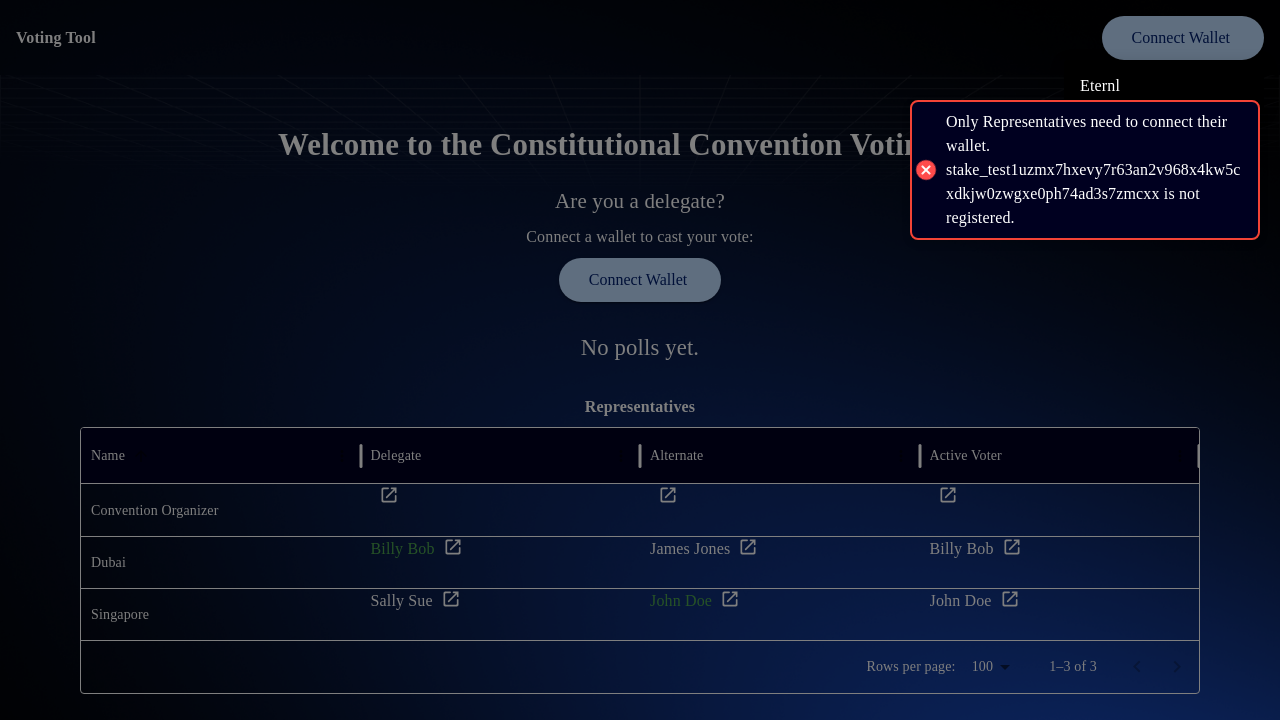 Voting Tool
Connect Wallet
Eternl
Only Representatives need to connect their
wallet.
stake_test1uzmx7hxevy7r63an2v968x4kw5c
xdkjw0zwgxe0ph74ad3s7zmcxx is not
registered.
Welcome to the Constitutional Convention
Are you a delegate?
Connect a wallet to cast your vote:
Connect Wallet
No polls yet.
Representatives
Name Delegate Alternate Active Voter
Convention Organizer
Dubai Billy Bob James Jones Billy Bob
Singapore Sally Sue John Doe John Doe
Rows per page: 100 1–3 of 3